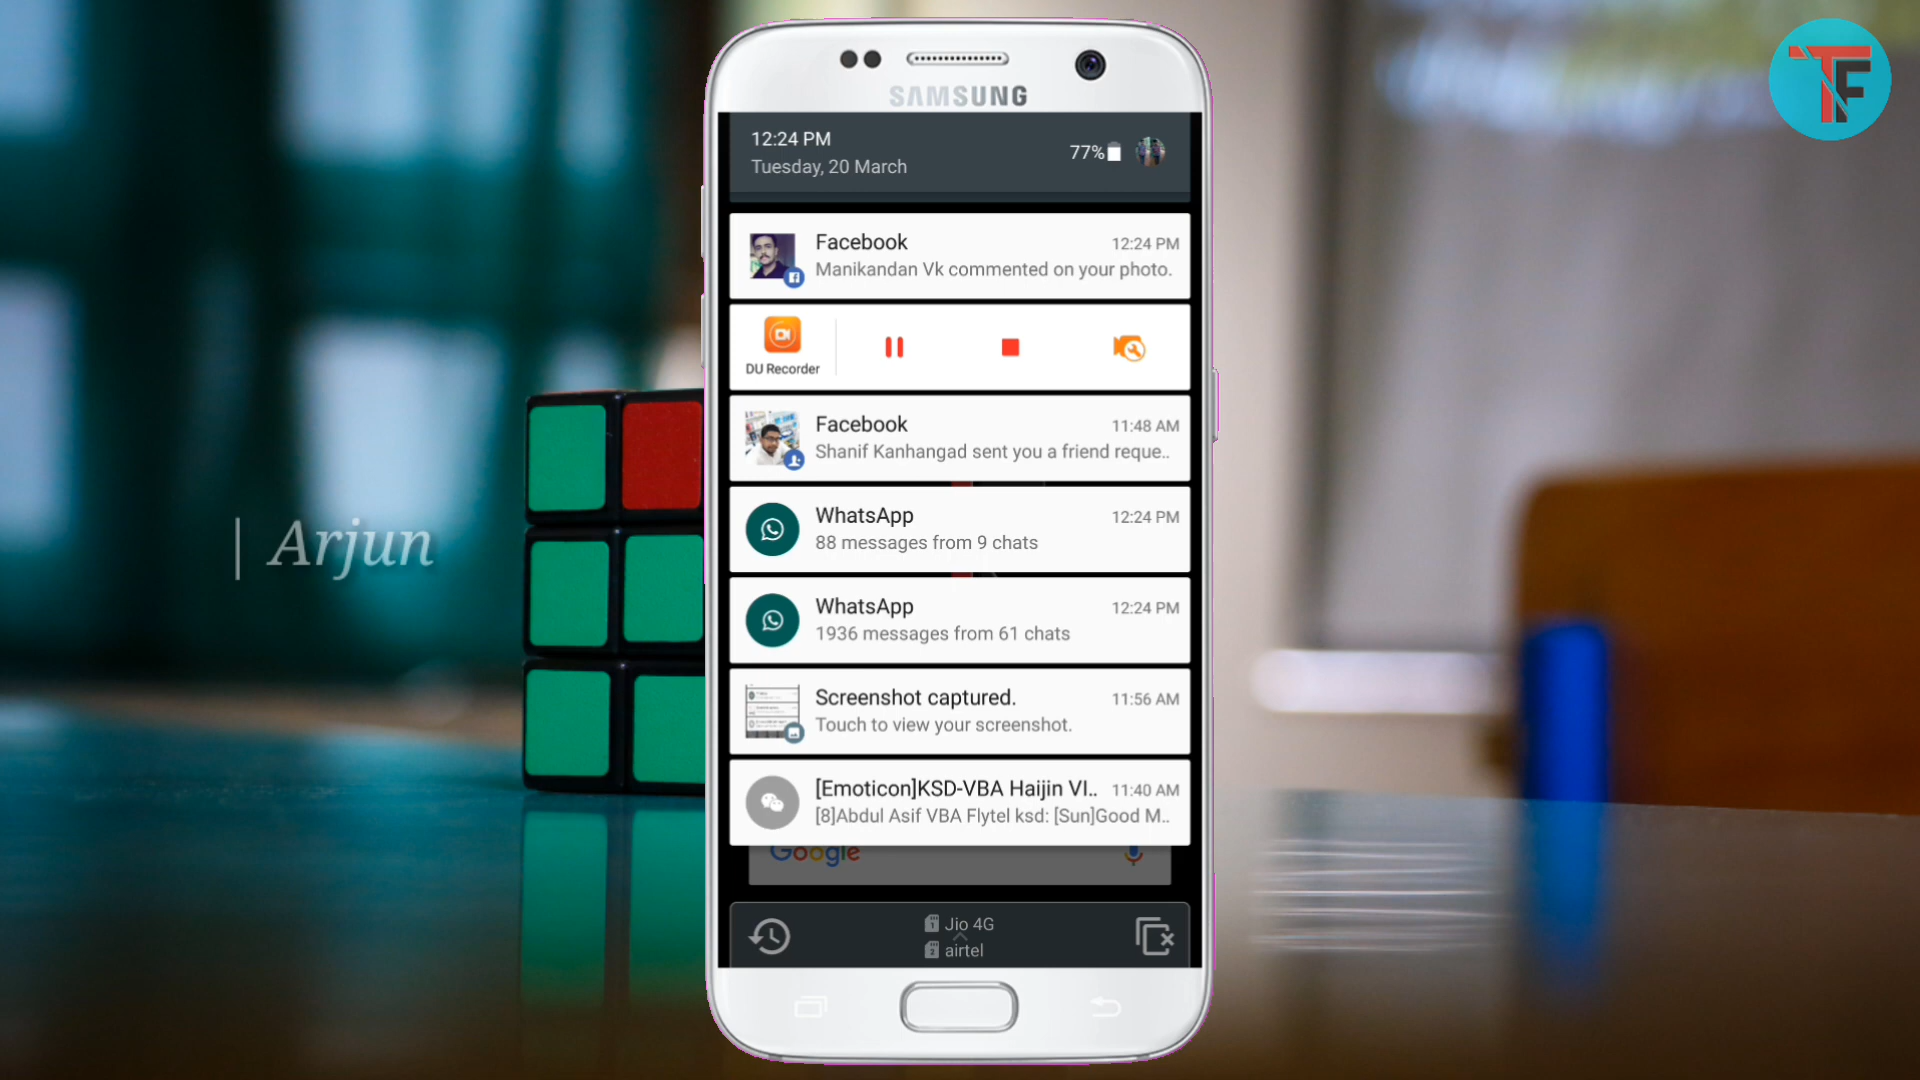 SAMSUNG
12:24 PM
Tuesday, 20 March
77%
Facebook
12:24 PM
Manikandan Vk commented on your photo.
DU Recorder
Facebook
11:48 AM
Shanif Kanhangad sent you a friend reque..
WhatsApp
12:24 PM
88 messages from 9 chats
WhatsApp
12:24 PM
1936 messages from 61 chats
Screenshot captured.
11:56 AM
Touch to view your screenshot.
[Emoticon]KSD-VBA Haijin VI..
11:40 AM
[8]Abdul Asif VBA Flytel ksd: [Sun]Good M..
Google
1 Jio 4G
2 airtel
| Arjun
TF